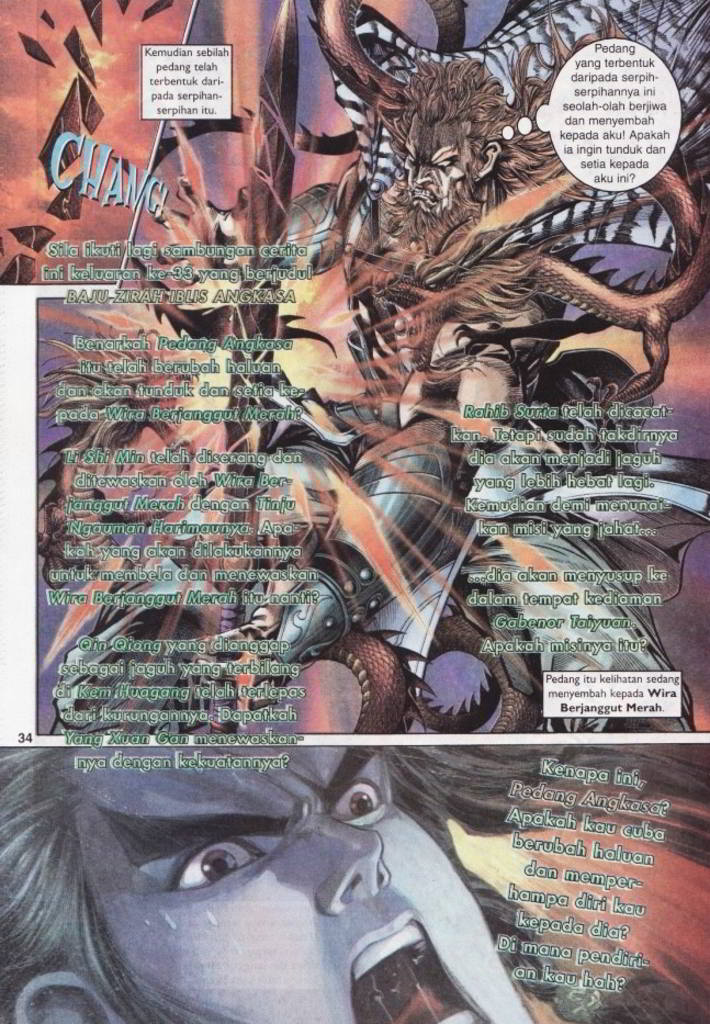 Kemudian sebilah
pedang telah
terbentuk dari-
pada serpihan-
serpihan itu.
Pedang
yang terbentuk
daripada serpih-
serpihannya ini
seolah-olah berjiwa
dan menyembah
kepada aku! Apakah
ia ingin tunduk dan
setia kepada
aku ini?
CHANG!
Sila ikuti lagi sambungan cerita
ini keluaran ke-33 yang berjudul
BAJU ZIRAH IBLIS ANGKASA
Benarkah Pedang Angkasa
itu telah berubah haluan
dan akan tunduk dan setia ke-
pada Wira Berjanggut Merah?
Li Shi Min telah diserang dan
ditewaskan oleh Wira Ber-
janggut Merah dengan Tinju
Ngauman Harimaunya. Apa-
kah yang akan dilakukannya
untuk membela dan menewaskan
Wira Berjanggut Merah itu nanti?
Qin Qiong yang dianggap
sebagai jaguh yang terbilang
di Kem Huagang telah terlepas
dari kurungannya. Dapatkah
Yang Xuan Gan menewaskan-
nya dengan kekuatannya?
Rahib Suria telah dicacat-
kan. Tetapi sudah takdirnya
dia akan menjadi jaguh
yang lebih hebat lagi.
Kemudian demi menunai-
kan misi yang jahat...
...dia akan menyusup ke
dalam tempat kediaman
Gabenor Taiyuan.
Apakah misinya itu?
Pedang itu kelihatan sedang
menyembah kepada Wira
Berjanggut Merah.
34
Kenapa ini,
Pedang Angkasa?
Apakah kau cuba
berubah haluan
dan memper-
hampa diri kau
kepada dia?
Di mana pendiri-
an kau hah?